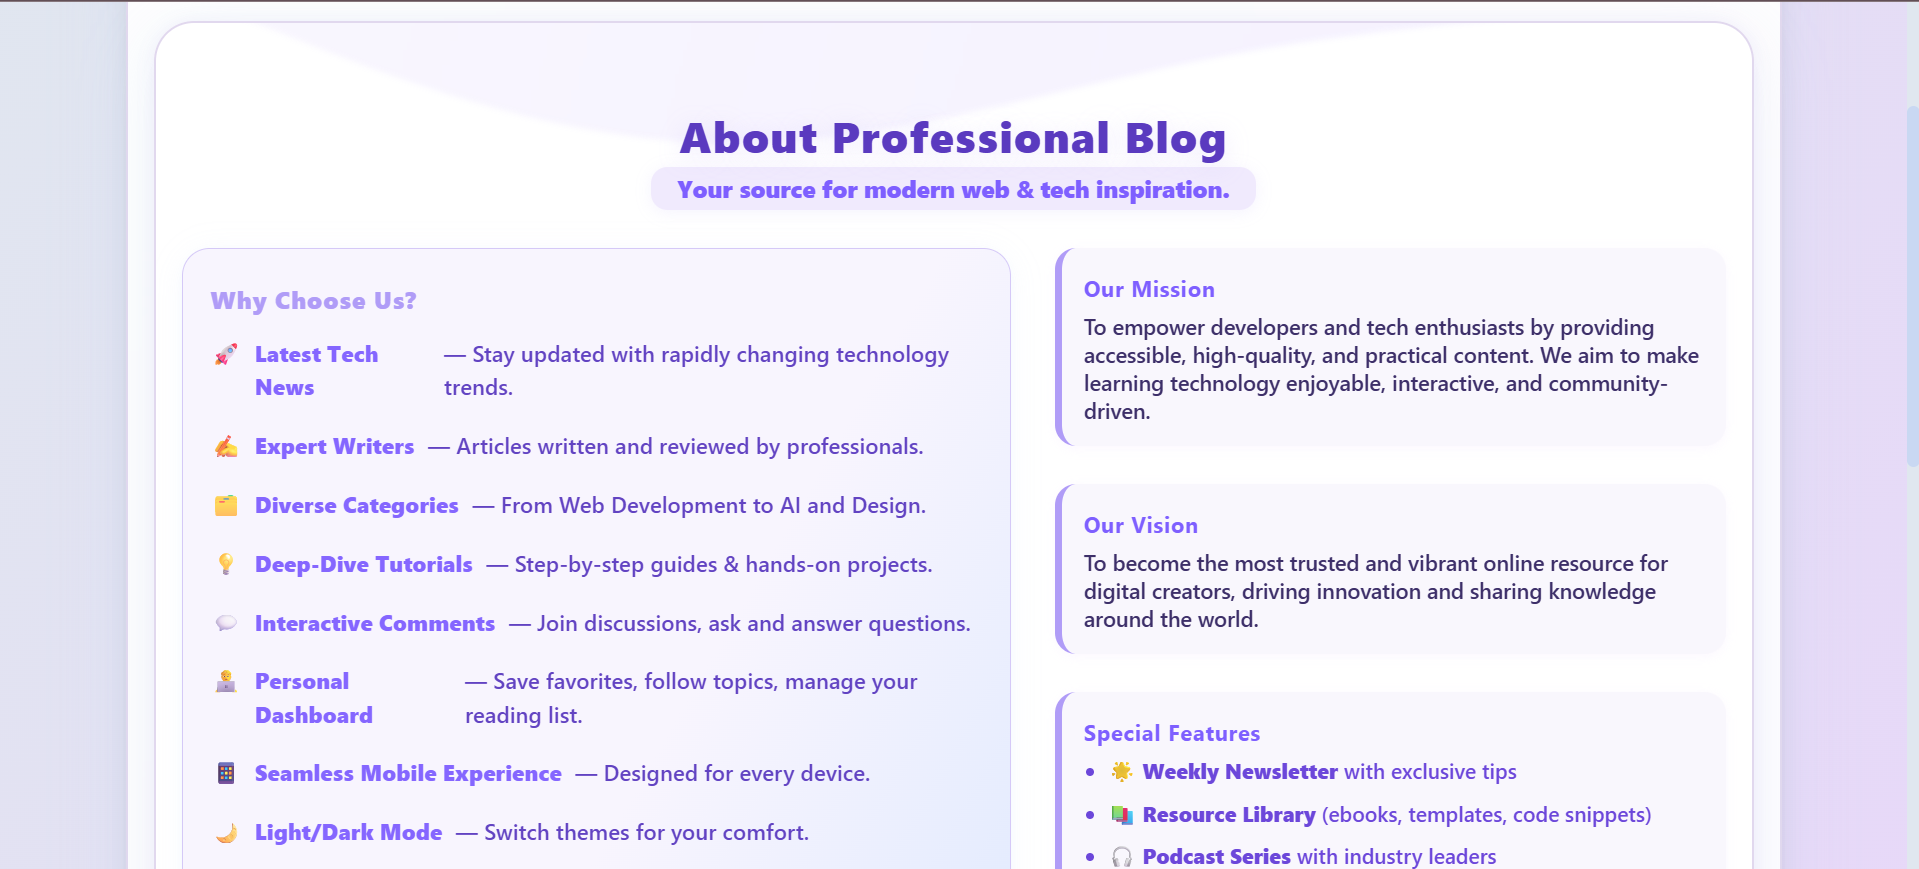 About Professional Blog
Your source for modern web & tech inspiration.
Why Choose Us?
🚀 Latest Tech News — Stay updated with rapidly changing technology trends.
✍️ Expert Writers — Articles written and reviewed by professionals.
🗂️ Diverse Categories — From Web Development to AI and Design.
💡 Deep-Dive Tutorials — Step-by-step guides & hands-on projects.
💬 Interactive Comments — Join discussions, ask and answer questions.
🧑‍💻 Personal Dashboard — Save favorites, follow topics, manage your reading list.
📱 Seamless Mobile Experience — Designed for every device.
🌙 Light/Dark Mode — Switch themes for your comfort.
Our Mission
To empower developers and tech enthusiasts by providing
accessible, high-quality, and practical content. We aim to make
learning technology enjoyable, interactive, and community-
driven.
Our Vision
To become the most trusted and vibrant online resource for
digital creators, driving innovation and sharing knowledge
around the world.
Special Features
• 🌟 Weekly Newsletter with exclusive tips
• 📚 Resource Library (ebooks, templates, code snippets)
• 🎧 Podcast Series with industry leaders